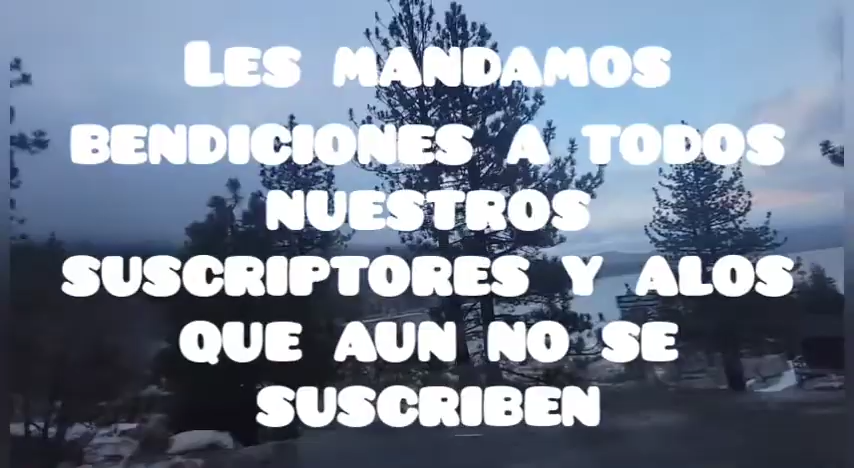 Les mandamos
bendiciones a todos
nuestros
suscriptores y alos
que aun no se
suscriben